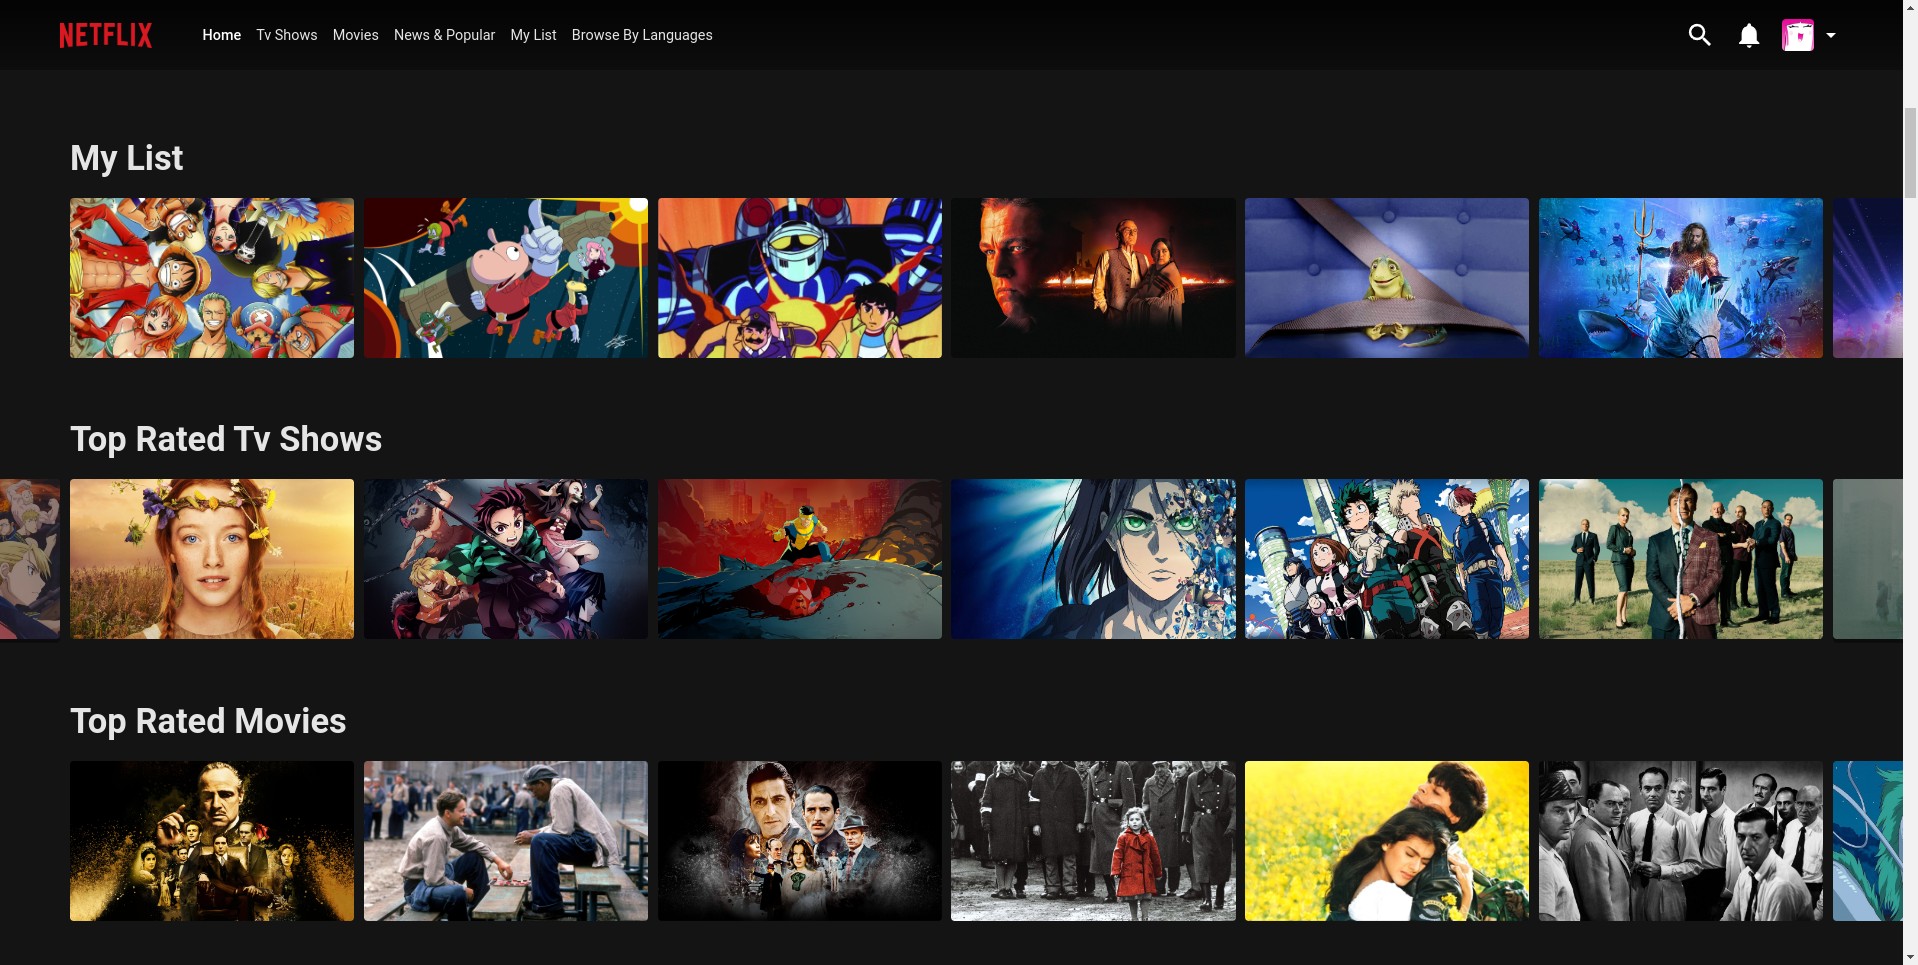 NETFLIX
Home Tv Shows Movies News & Popular My List Browse By Languages
My List
Top Rated Tv Shows
Top Rated Movies